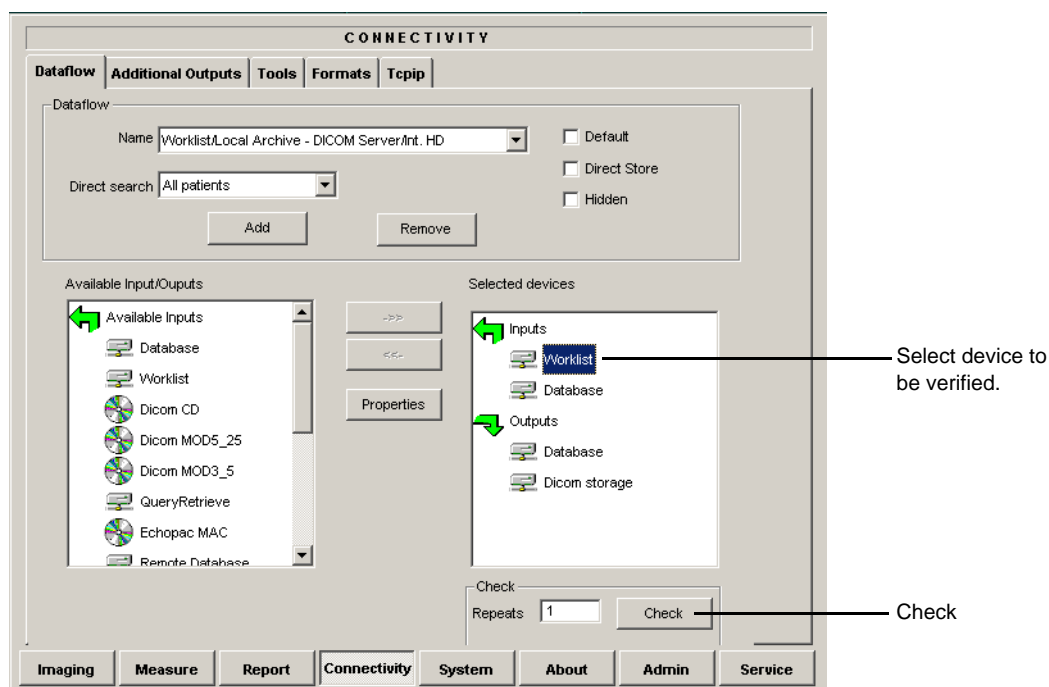 CONNECTIVITY
Dataflow Additional Outputs Tools Formats Tcpip
Dataflow
Name Worklist/Local Archive - DICOM Server/Int. HD
Default
Direct Store
Hidden
Direct search All patients
Add Remove
Available Input/Ouputs
Available Inputs
Database
Worklist
Dicom CD
Dicom MOD5_25
Dicom MOD3_5
QueryRetrieve
Echopac MAC
Remote Database
->>
<<-
Properties
Selected devices
Inputs
Worklist
Database
Outputs
Database
Dicom storage
Select device to
be verified.
Check
Repeats 1 Check
Check
Imaging Measure Report Connectivity System About Admin Service